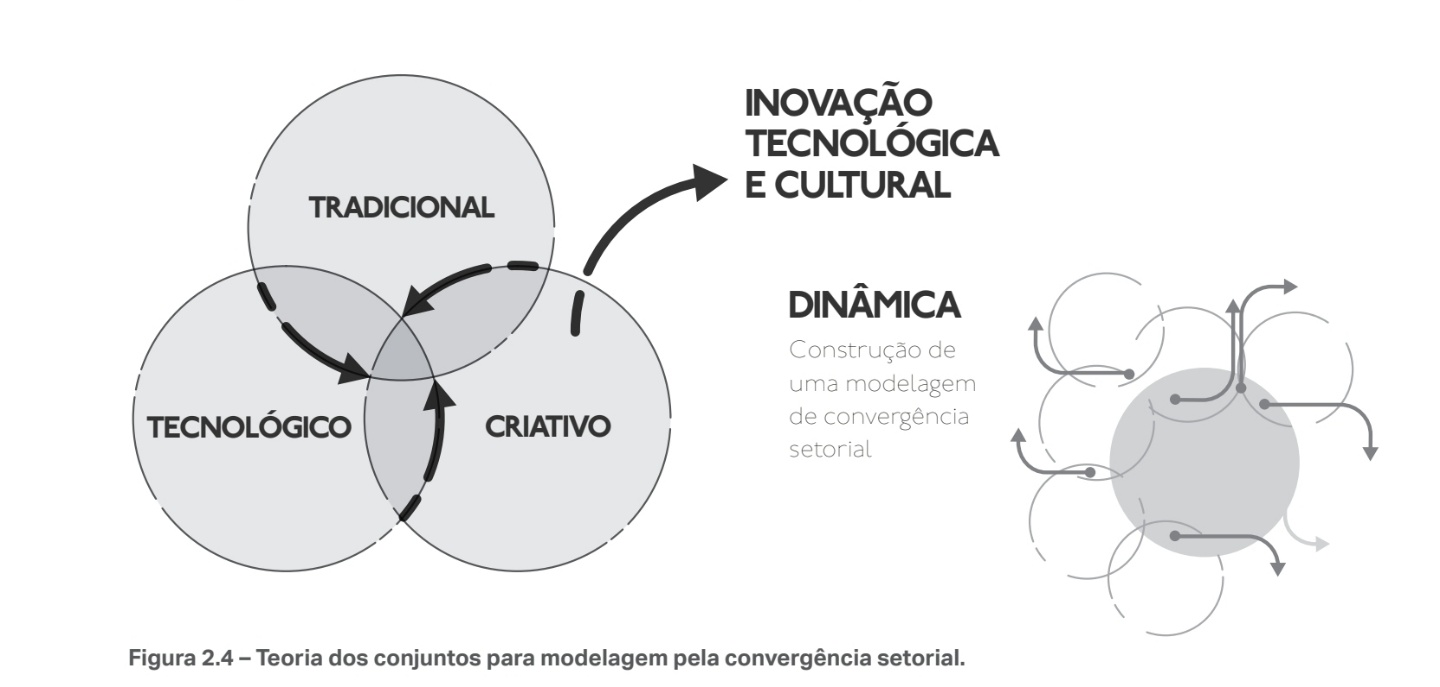 TRADICIONAL
TECNOLÓGICO
CRIATIVO
INOVAÇÃO
TECNOLÓGICA
E CULTURAL
DINÂMICA
Construção de
uma modelagem
de convergência
setorial
Figura 2.4 – Teoria dos conjuntos para modelagem pela convergência setorial.